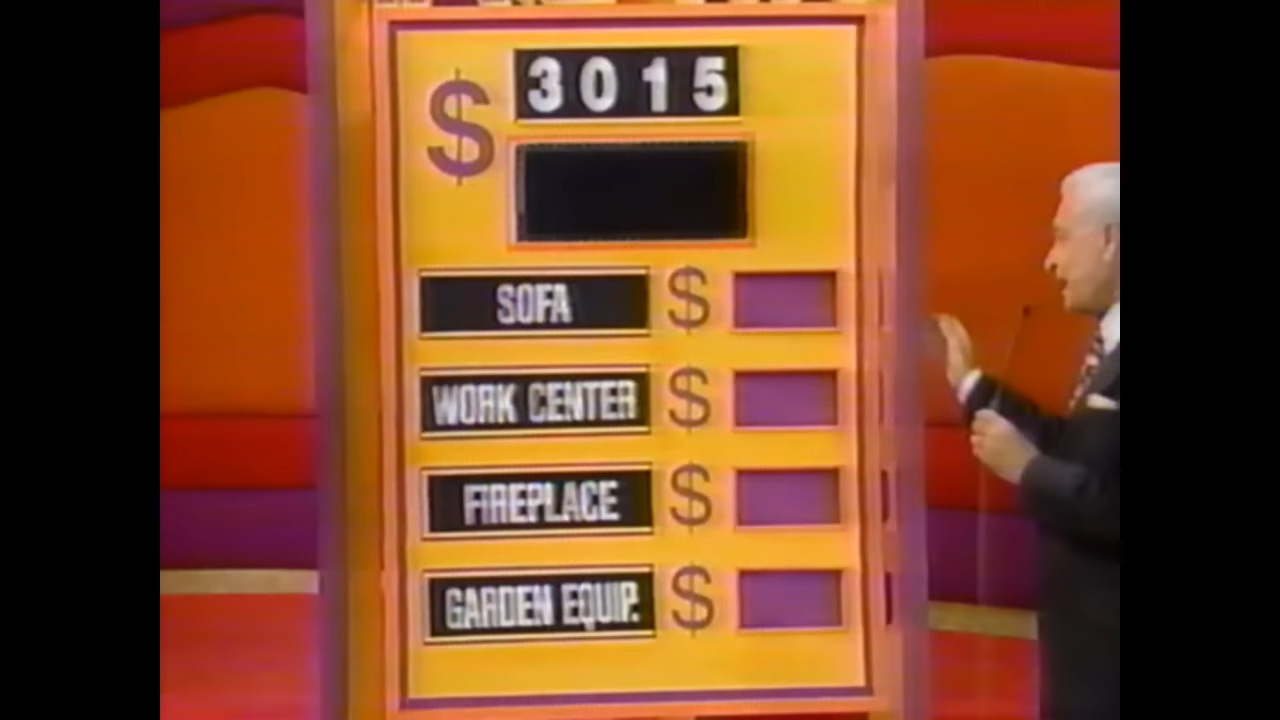 $ 3015
SOFA $
WORK CENTER $
FIREPLACE $
GARDEN EQUIP. $